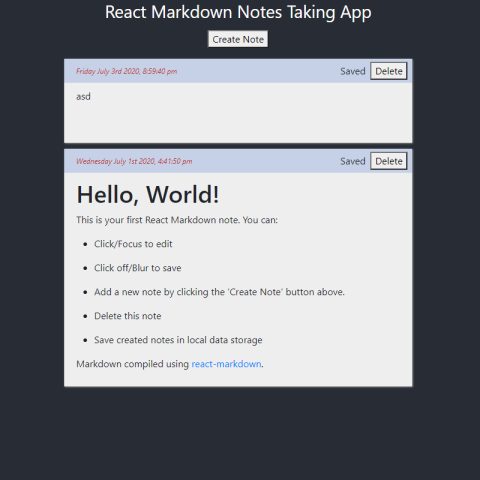 React Markdown Notes Taking App
Create Note
Friday July 3rd 2020, 8:59:40 pm
Saved
Delete
asd
Wednesday July 1st 2020, 4:41:50 pm
Saved
Delete
Hello, World!
This is your first React Markdown note. You can:
Click/Focus to edit
Click off/Blur to save
Add a new note by clicking the 'Create Note' button above.
Delete this note
Save created notes in local data storage
Markdown compiled using react-markdown.